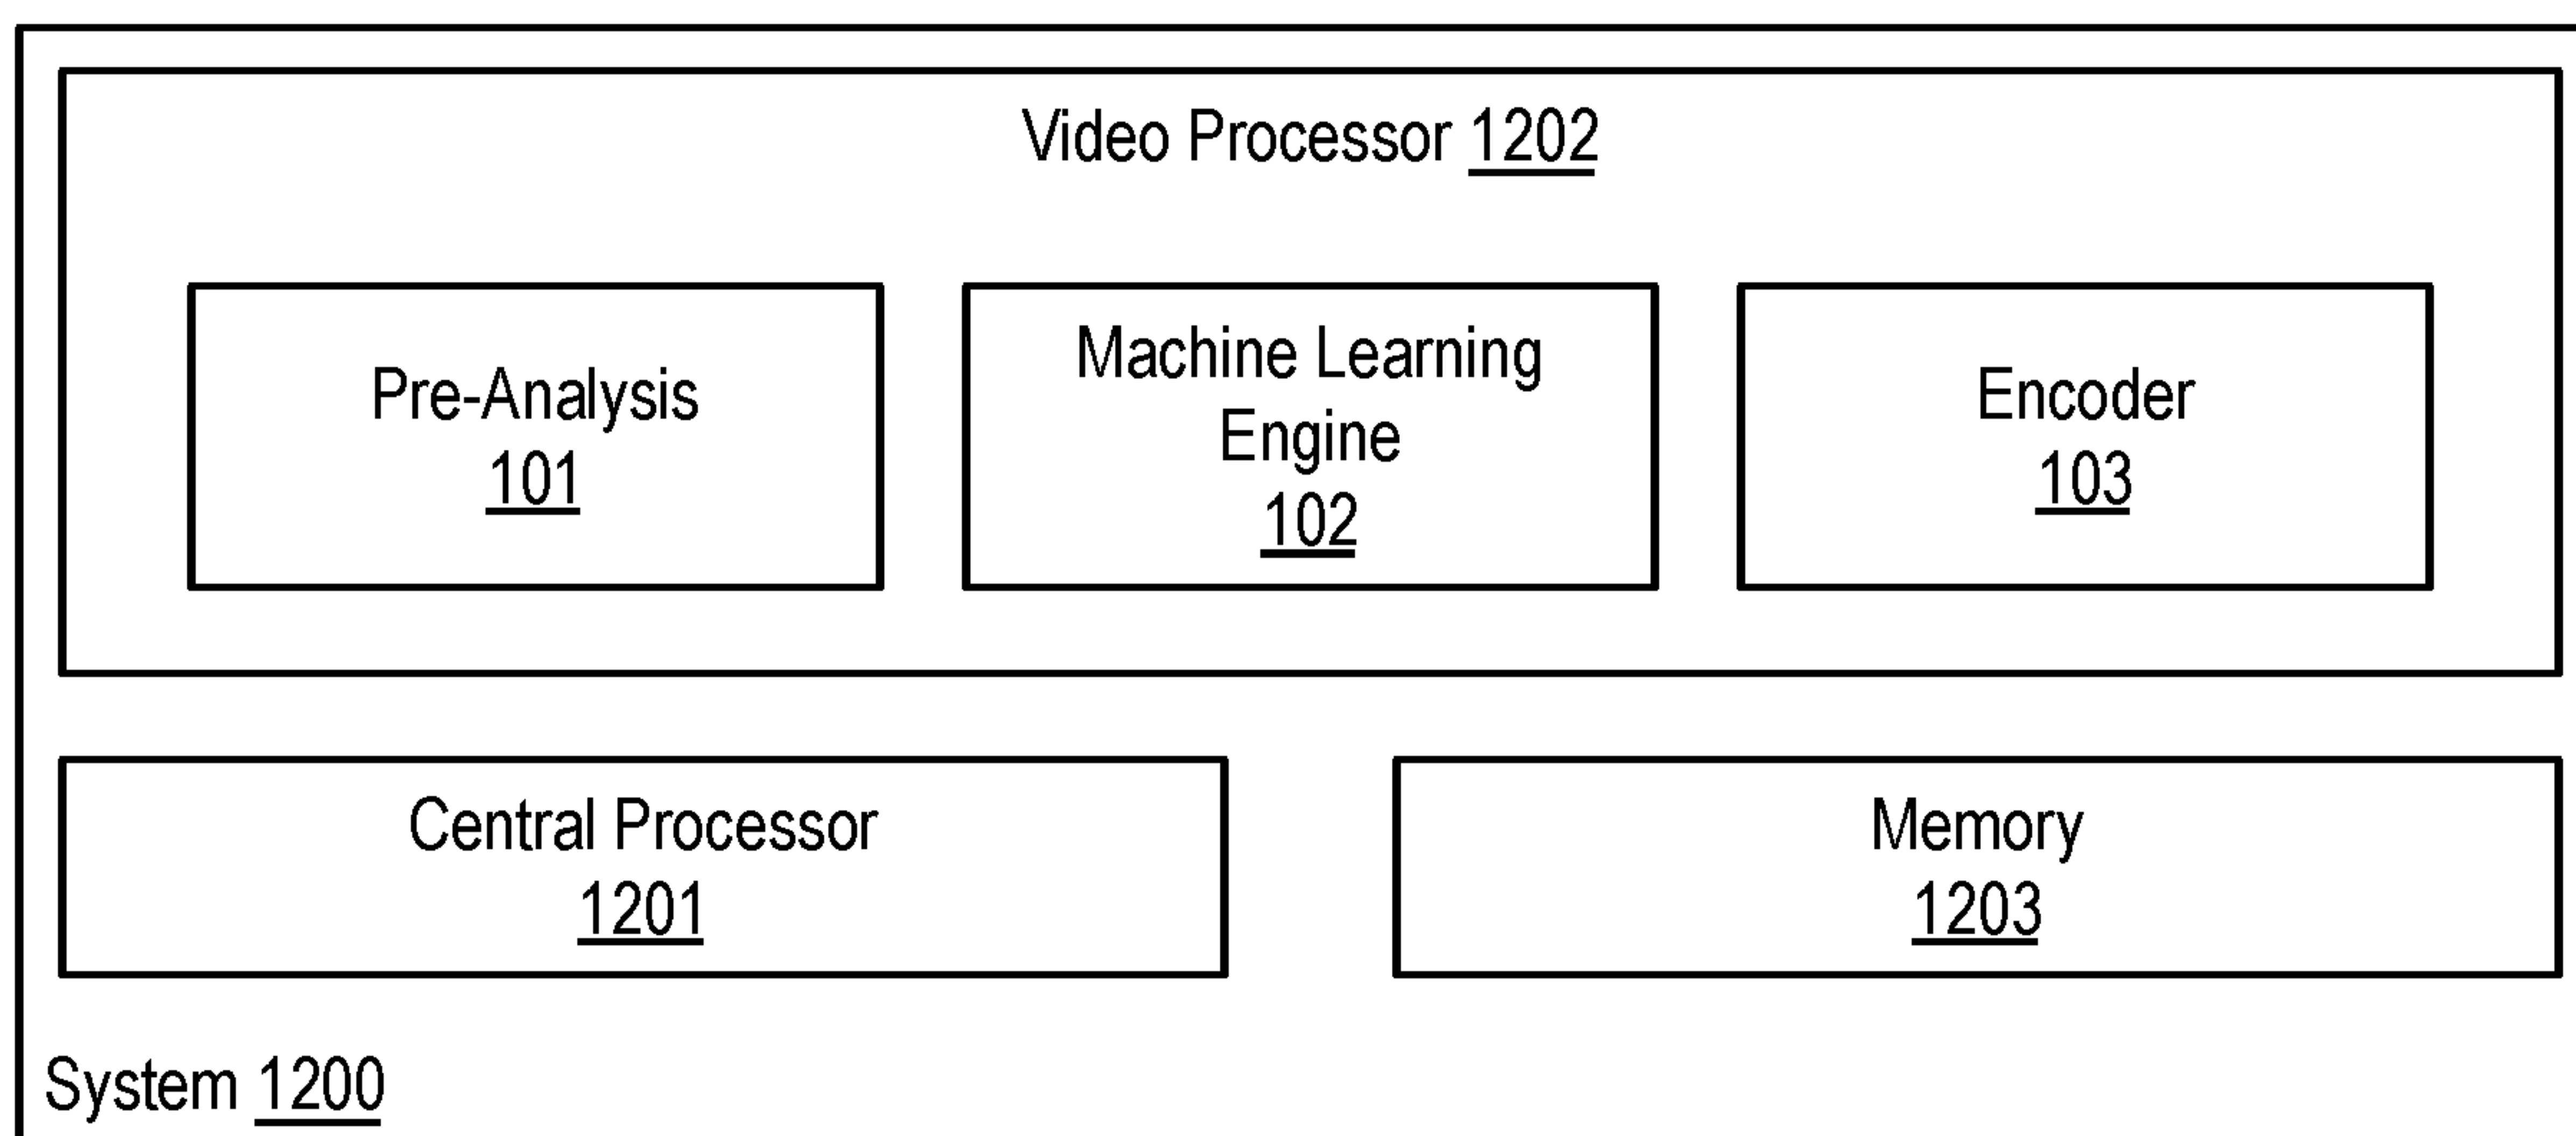 Video Processor 1202
Pre-Analysis
101
Machine Learning
Engine
102
Encoder
103
Central Processor
1201
Memory
1203
System 1200